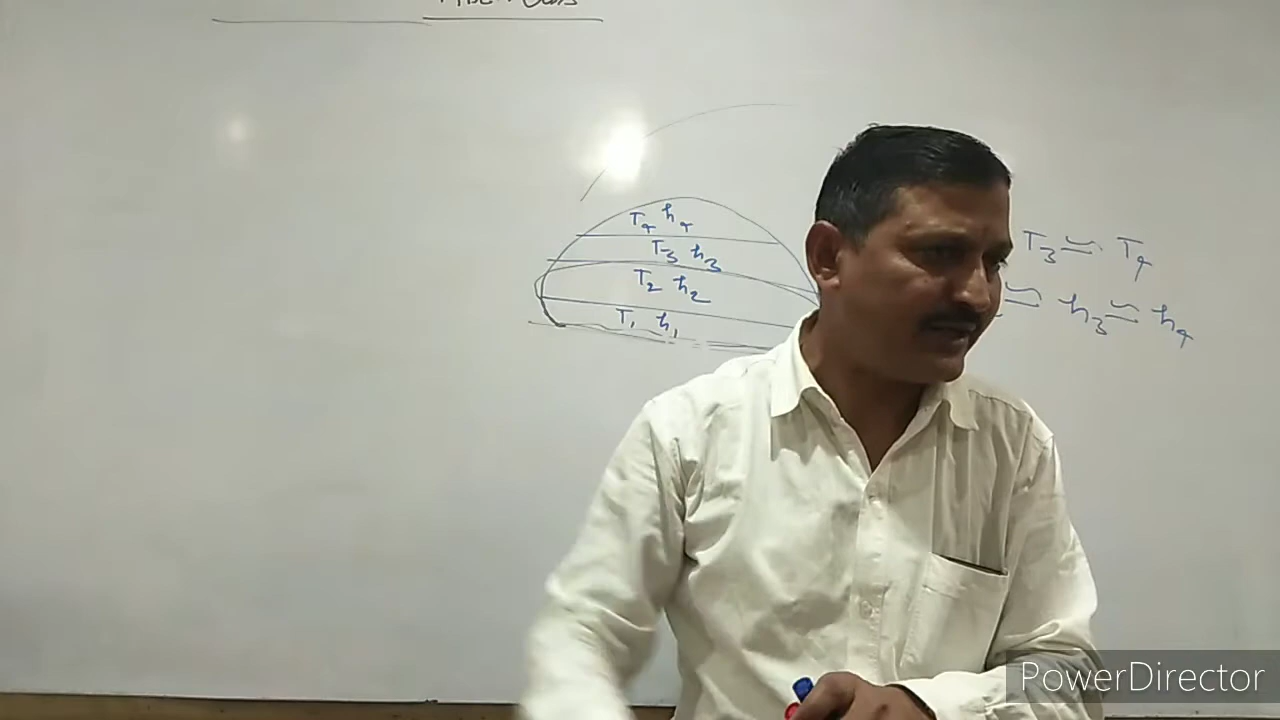 T₄ h₄
T₃ h₃
T₂ h₂
T₁ h₁
T₃ ≃ T₄
≃ h₃ ≃ h₄
PowerDirector